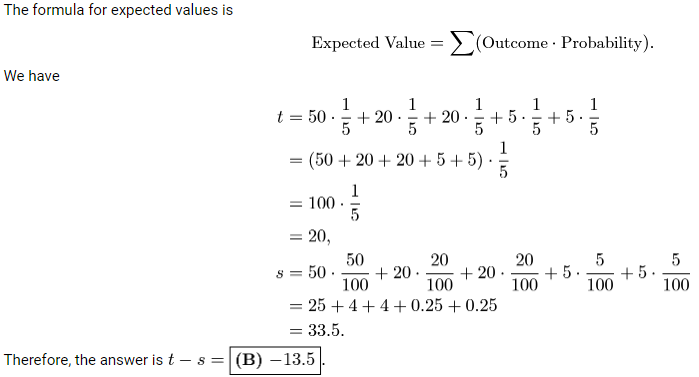 The formula for expected values is
Expected Value = ∑(Outcome · Probability).
We have
t = 50 · 1/5 + 20 · 1/5 + 20 · 1/5 + 5 · 1/5 + 5 · 1/5
= (50 + 20 + 20 + 5 + 5) · 1/5
= 100 · 1/5
= 20,
s = 50 · 50/100 + 20 · 20/100 + 20 · 20/100 + 5 · 5/100 + 5 · 5/100
= 25 + 4 + 4 + 0.25 + 0.25
= 33.5.
Therefore, the answer is t − s = (B) −13.5.